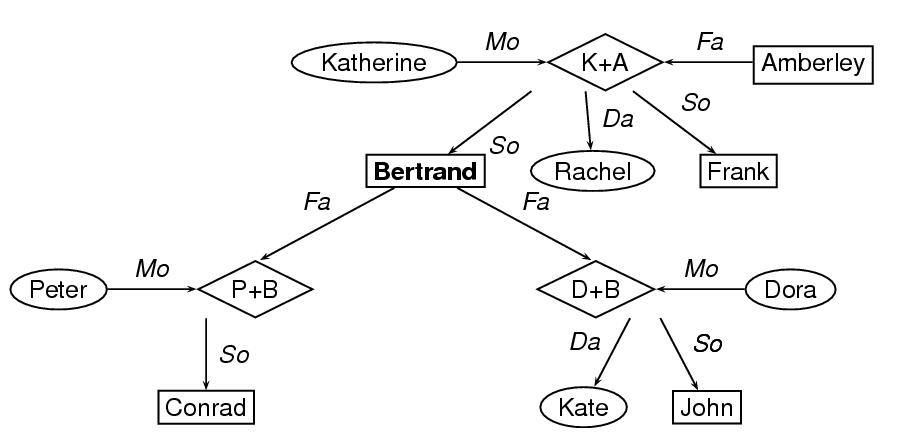 Katherine Mo K+A Fa Amberley
Da So
So
Bertrand Rachel Frank
Fa Fa
Peter Mo P+B D+B Mo Dora
So Da So
Conrad Kate John